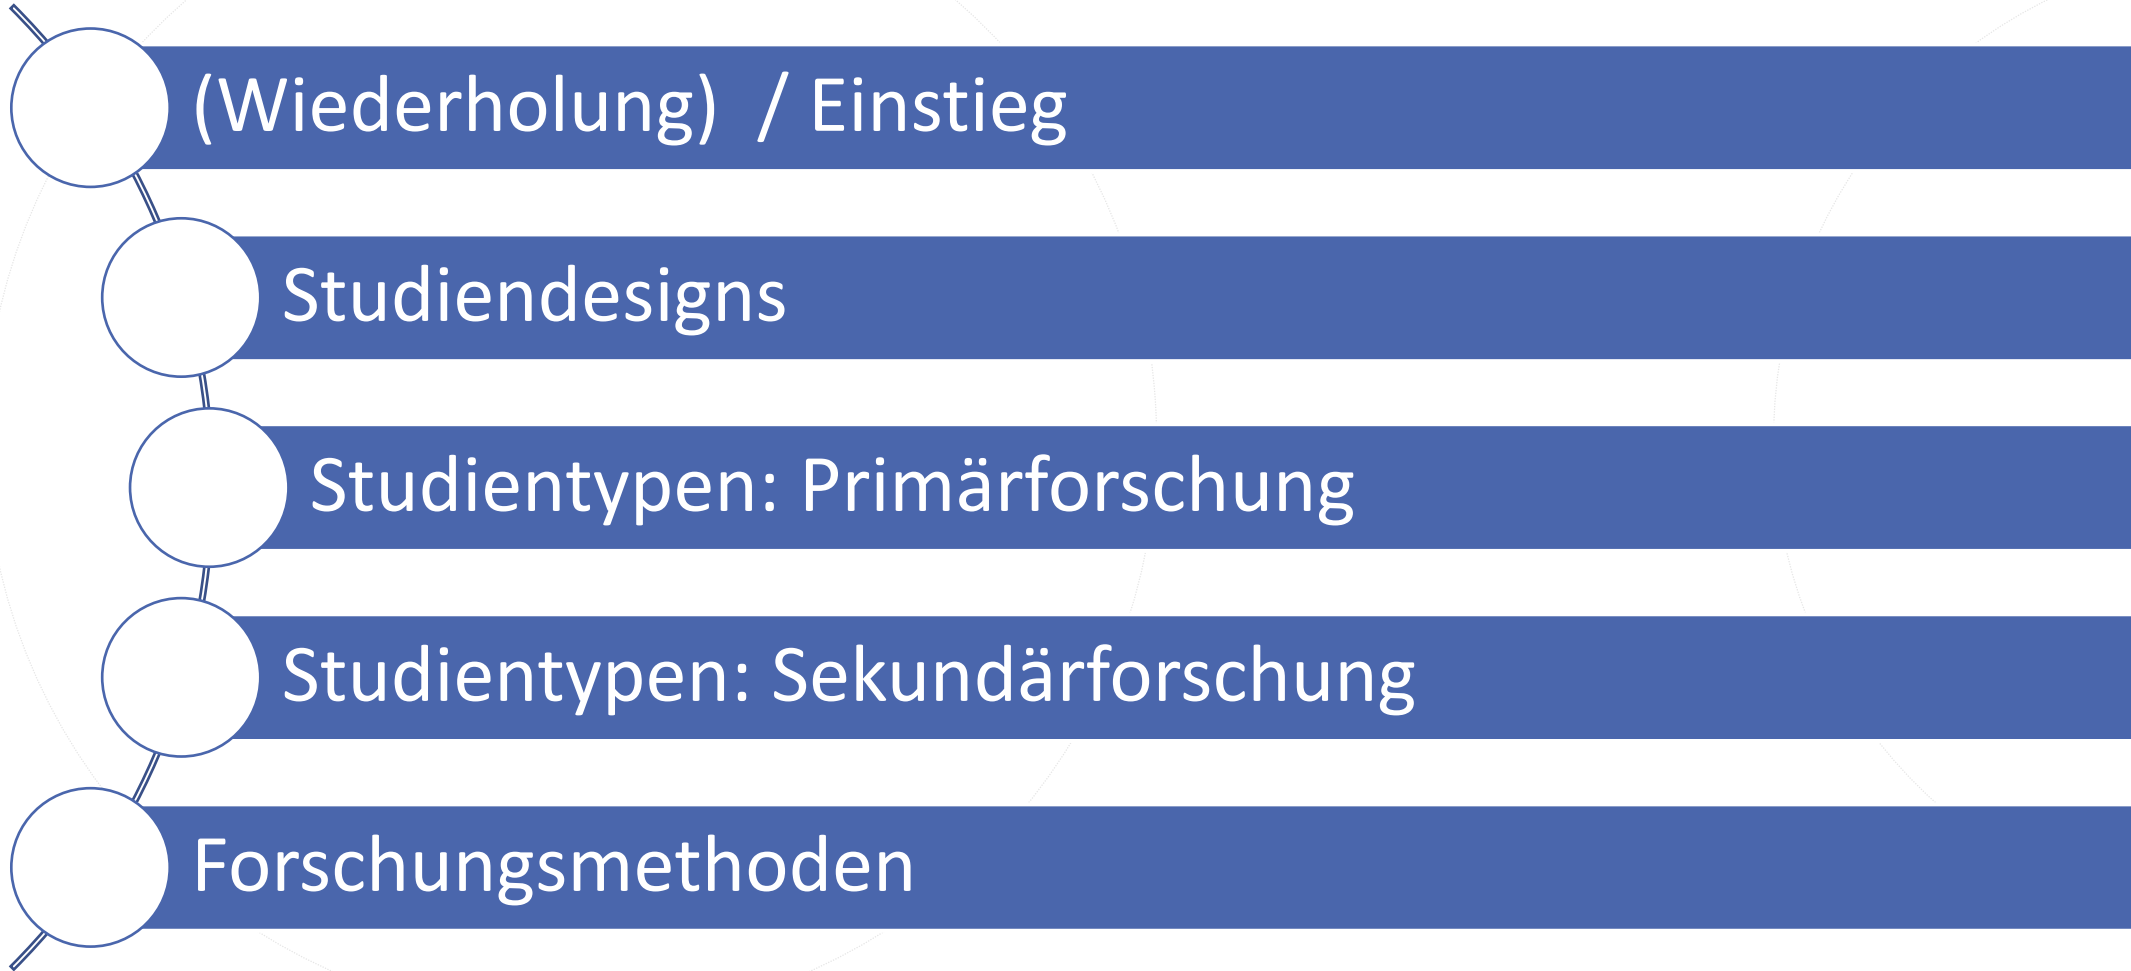 (Wiederholung)  / Einstieg
Studiendesigns
Studientypen: Primärforschung
Studientypen: Sekundärforschung
Forschungsmethoden